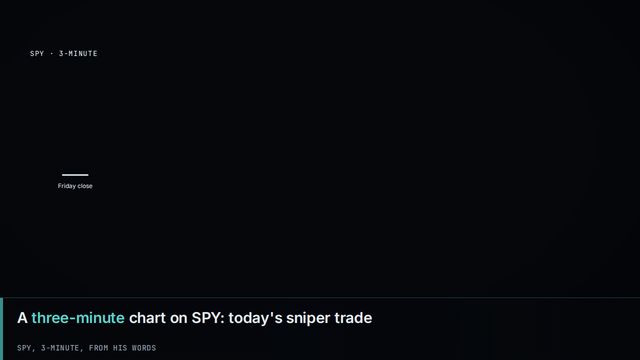 SPY · 3-MINUTE
Friday close
A three-minute chart on SPY: today's sniper trade
SPY, 3-MINUTE, FROM HIS WORDS